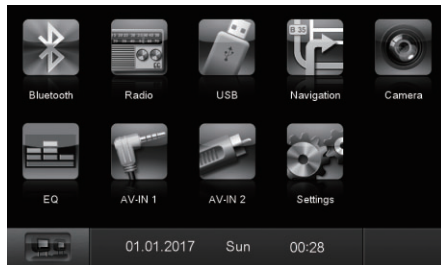 B 35
Bluetooth Radio USB Navigation Camera
EQ AV-IN 1 AV-IN 2 Settings
01.01.2017 Sun 00:28